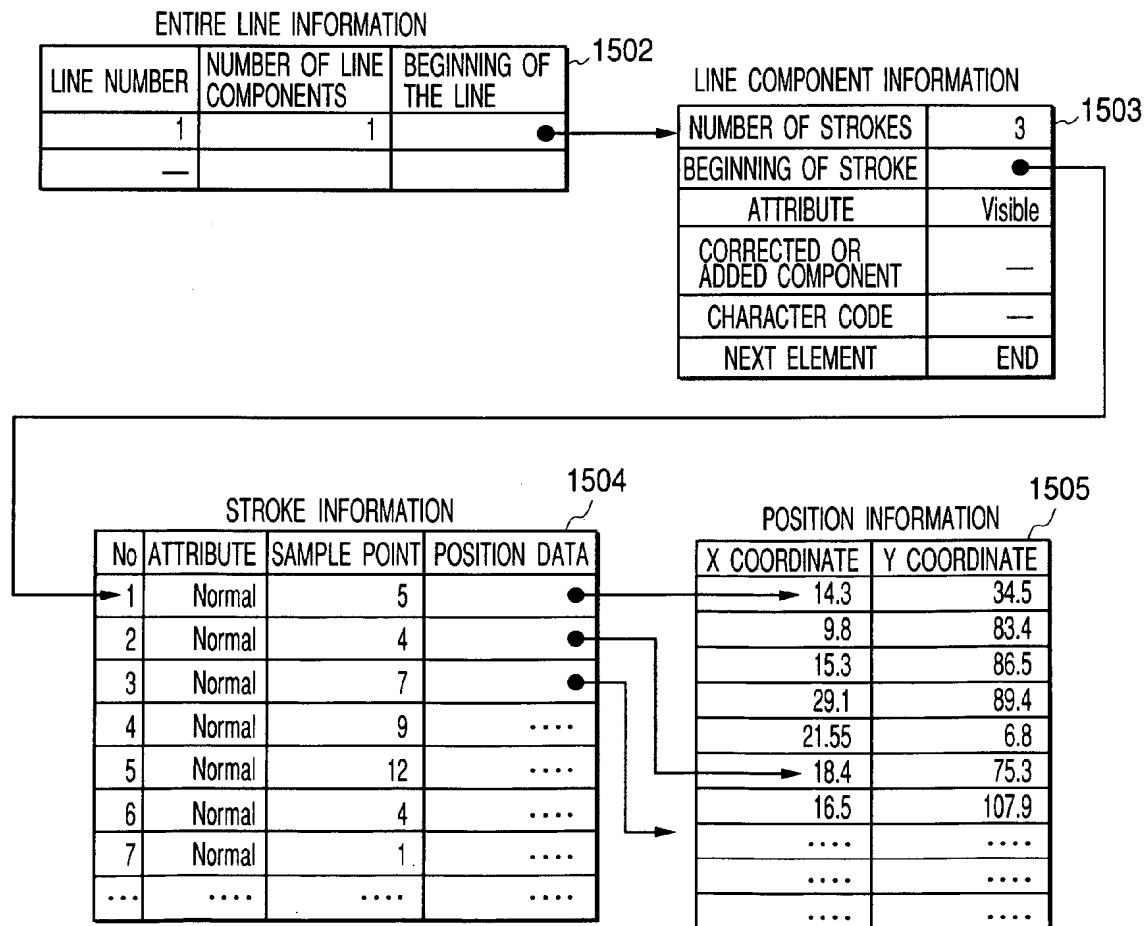 ENTIRE LINE INFORMATION
1502
LINE NUMBER | NUMBER OF LINE COMPONENTS | BEGINNING OF THE LINE
1 | 1 |
— | |
LINE COMPONENT INFORMATION
1503
NUMBER OF STROKES | 3
BEGINNING OF STROKE |
ATTRIBUTE | Visible
CORRECTED OR ADDED COMPONENT | —
CHARACTER CODE | —
NEXT ELEMENT | END
STROKE INFORMATION
1504
No | ATTRIBUTE | SAMPLE POINT | POSITION DATA
1 | Normal | 5 |
2 | Normal | 4 |
3 | Normal | 7 |
4 | Normal | 9 | ....
5 | Normal | 12 | ....
6 | Normal | 4 | ....
7 | Normal | 1 | ....
... | .... | .... | ....
POSITION INFORMATION
1505
X COORDINATE | Y COORDINATE
14.3 | 34.5
9.8 | 83.4
15.3 | 86.5
29.1 | 89.4
21.55 | 6.8
18.4 | 75.3
16.5 | 107.9
.... | ....
.... | ....
.... | ....